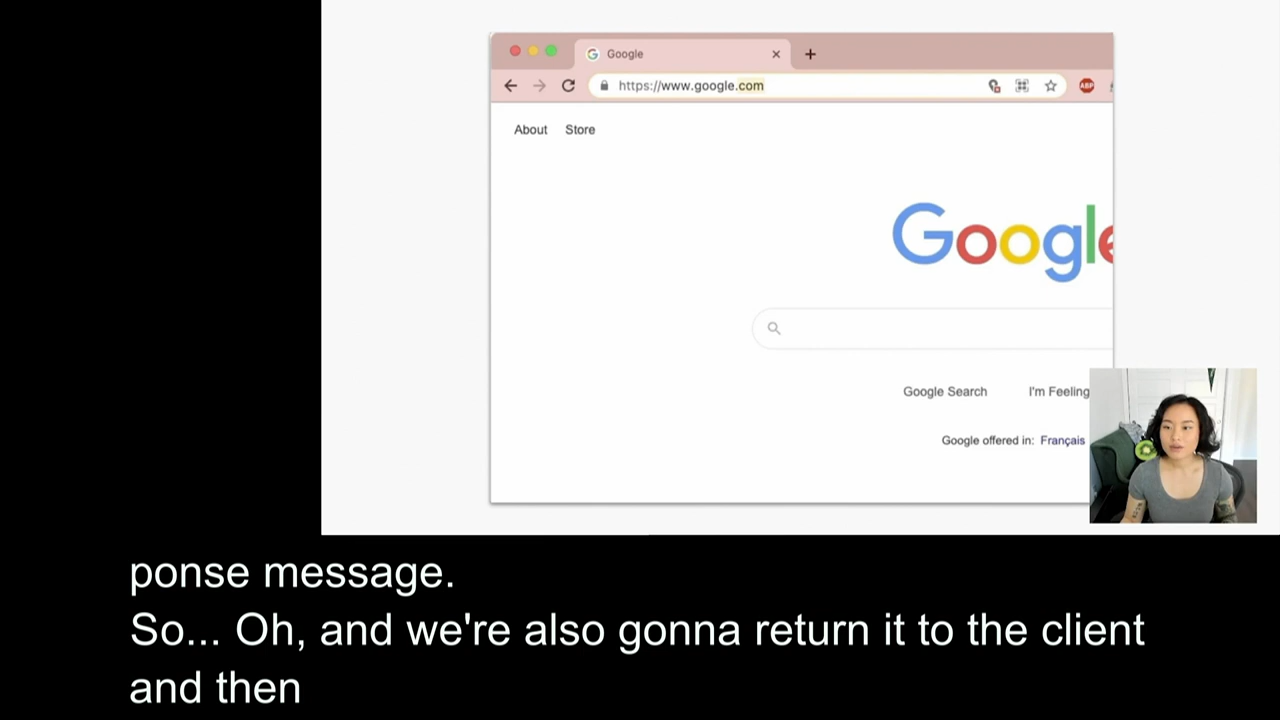 Google
https://www.google.com
ABP
About Store
Google
Google Search I'm Feeling
Google offered in: Français
ponse message.
So... Oh, and we're also gonna return it to the client
and then